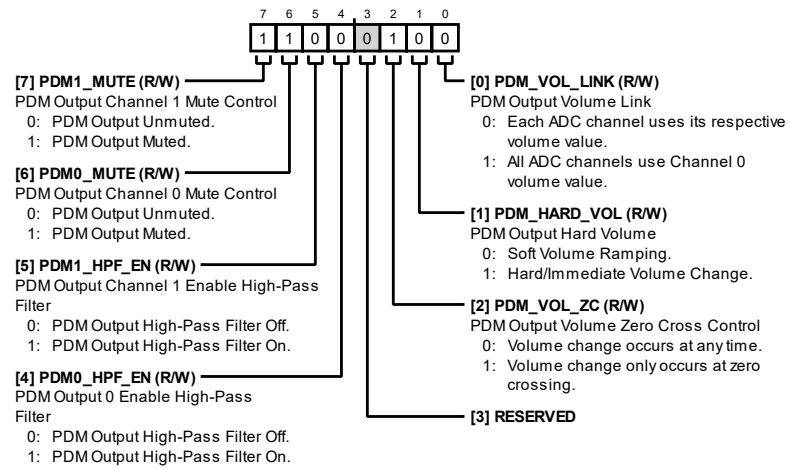 7 6 5 4 3 2 1 0
1 1 0 0 0 1 0 0
[7] PDM1_MUTE (R/W)
PDM Output Channel 1 Mute Control
0: PDM Output Unmuted.
1: PDM Output Muted.
[6] PDM0_MUTE (R/W)
PDM Output Channel 0 Mute Control
0: PDM Output Unmuted.
1: PDM Output Muted.
[5] PDM1_HPF_EN (R/W)
PDM Output Channel 1 Enable High-Pass
Filter
0: PDM Output High-Pass Filter Off.
1: PDM Output High-Pass Filter On.
[4] PDM0_HPF_EN (R/W)
PDM Output 0 Enable High-Pass
Filter
0: PDM Output High-Pass Filter Off.
1: PDM Output High-Pass Filter On.
[0] PDM_VOL_LINK (R/W)
PDM Output Volume Link
0: Each ADC channel uses its respective
volume value.
1: All ADC channels use Channel 0
volume value.
[1] PDM_HARD_VOL (R/W)
PDM Output Hard Volume
0: Soft Volume Ramping.
1: Hard/Immediate Volume Change.
[2] PDM_VOL_ZC (R/W)
PDM Output Volume Zero Cross Control
0: Volume change occurs at any time.
1: Volume change only occurs at zero
crossing.
[3] RESERVED